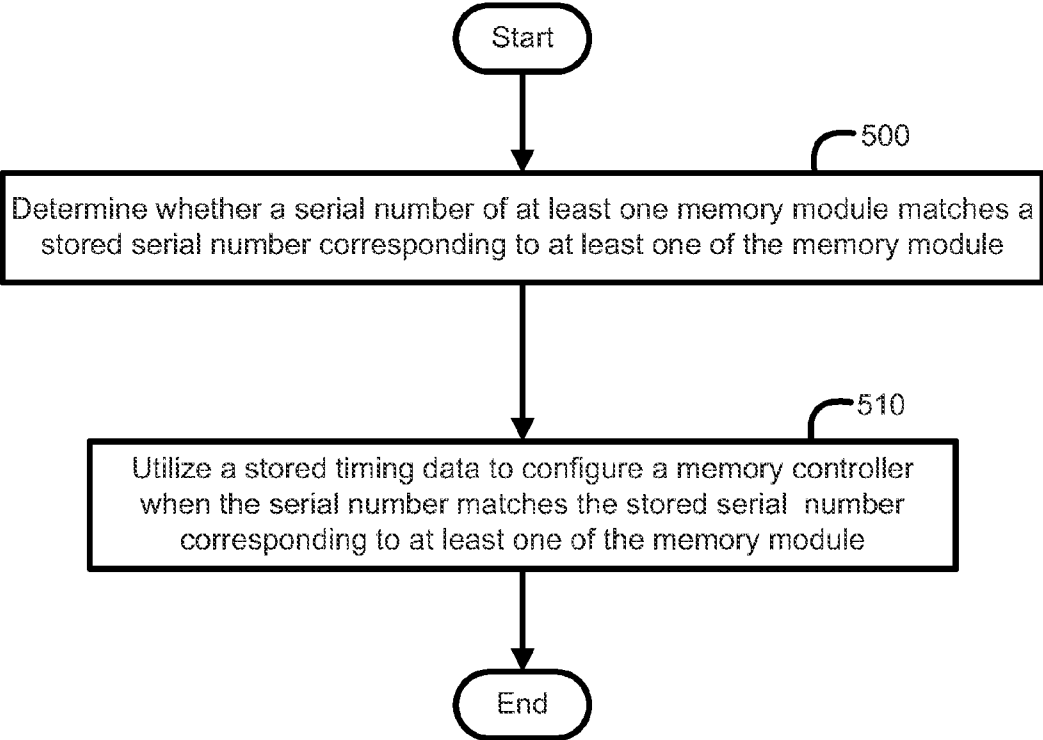 Start
500
Determine whether a serial number of at least one memory module matches a
stored serial number corresponding to at least one of the memory module
510
Utilize a stored timing data to configure a memory controller
when the serial number matches the stored serial number
corresponding to at least one of the memory module
End